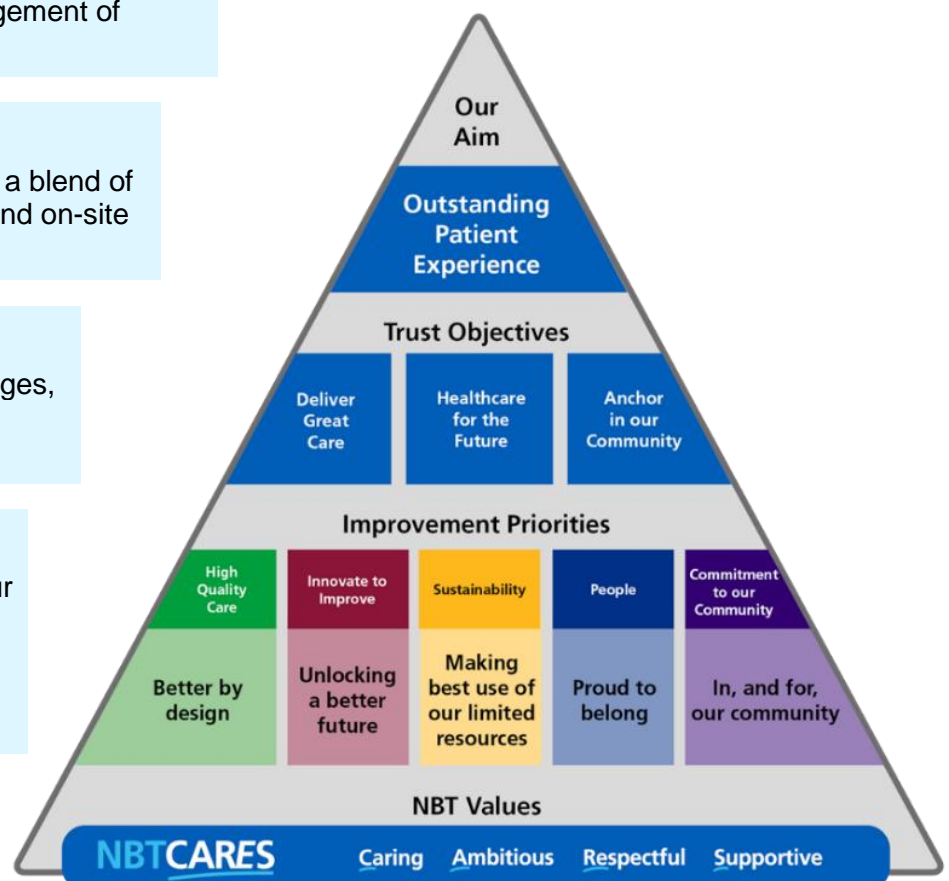 gement of
a blend of
nd on-site
ges,
ur
Our
Aim
Outstanding
Patient
Experience
Trust Objectives
Deliver
Great
Care
Healthcare
for the
Future
Anchor
in our
Community
Improvement Priorities
High
Quality
Care
Innovate to
Improve
Sustainability
People
Commitment
to our
Community
Better by
design
Unlocking
a better
future
Making
best use of
our limited
resources
Proud to
belong
In, and for,
our community
NBT Values
NBTCARES Caring Ambitious Respectful Supportive